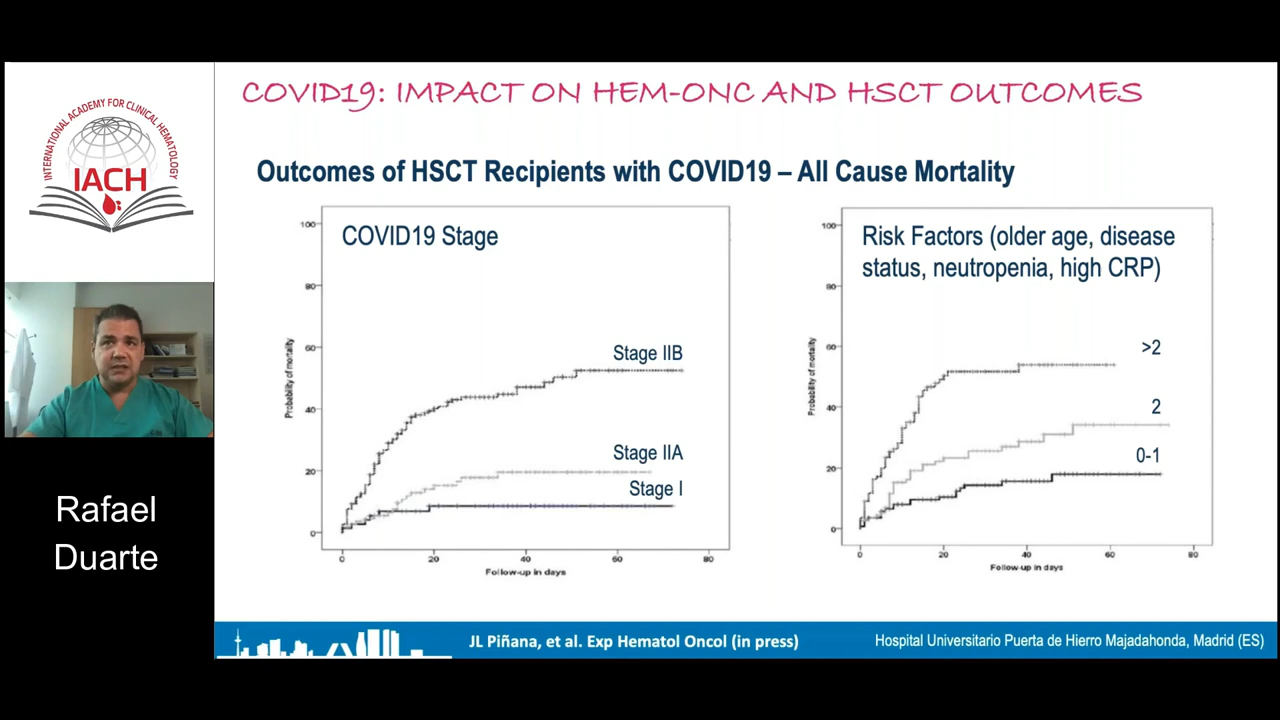 COVID19: IMPACT ON HEM-ONC AND HSCT OUTCOMES
INTERNATIONAL ACADEMY FOR CLINICAL HEMATOLOGY
IACH
Outcomes of HSCT Recipients with COVID19 – All Cause Mortality
COVID19 Stage
100
80
60
40
20
0
Probability of mortality
Stage IIB
Stage IIA
Stage I
0 20 40 60 80
Follow-up in days
Risk Factors (older age, disease
status, neutropenia, high CRP)
100
80
60
40
20
0
Probability of mortality
>2
2
0-1
0 20 40 60 80
Follow-up in days
Rafael
Duarte
JL Piñana, et al. Exp Hematol Oncol (in press)
Hospital Universitario Puerta de Hierro Majadahonda, Madrid (ES)